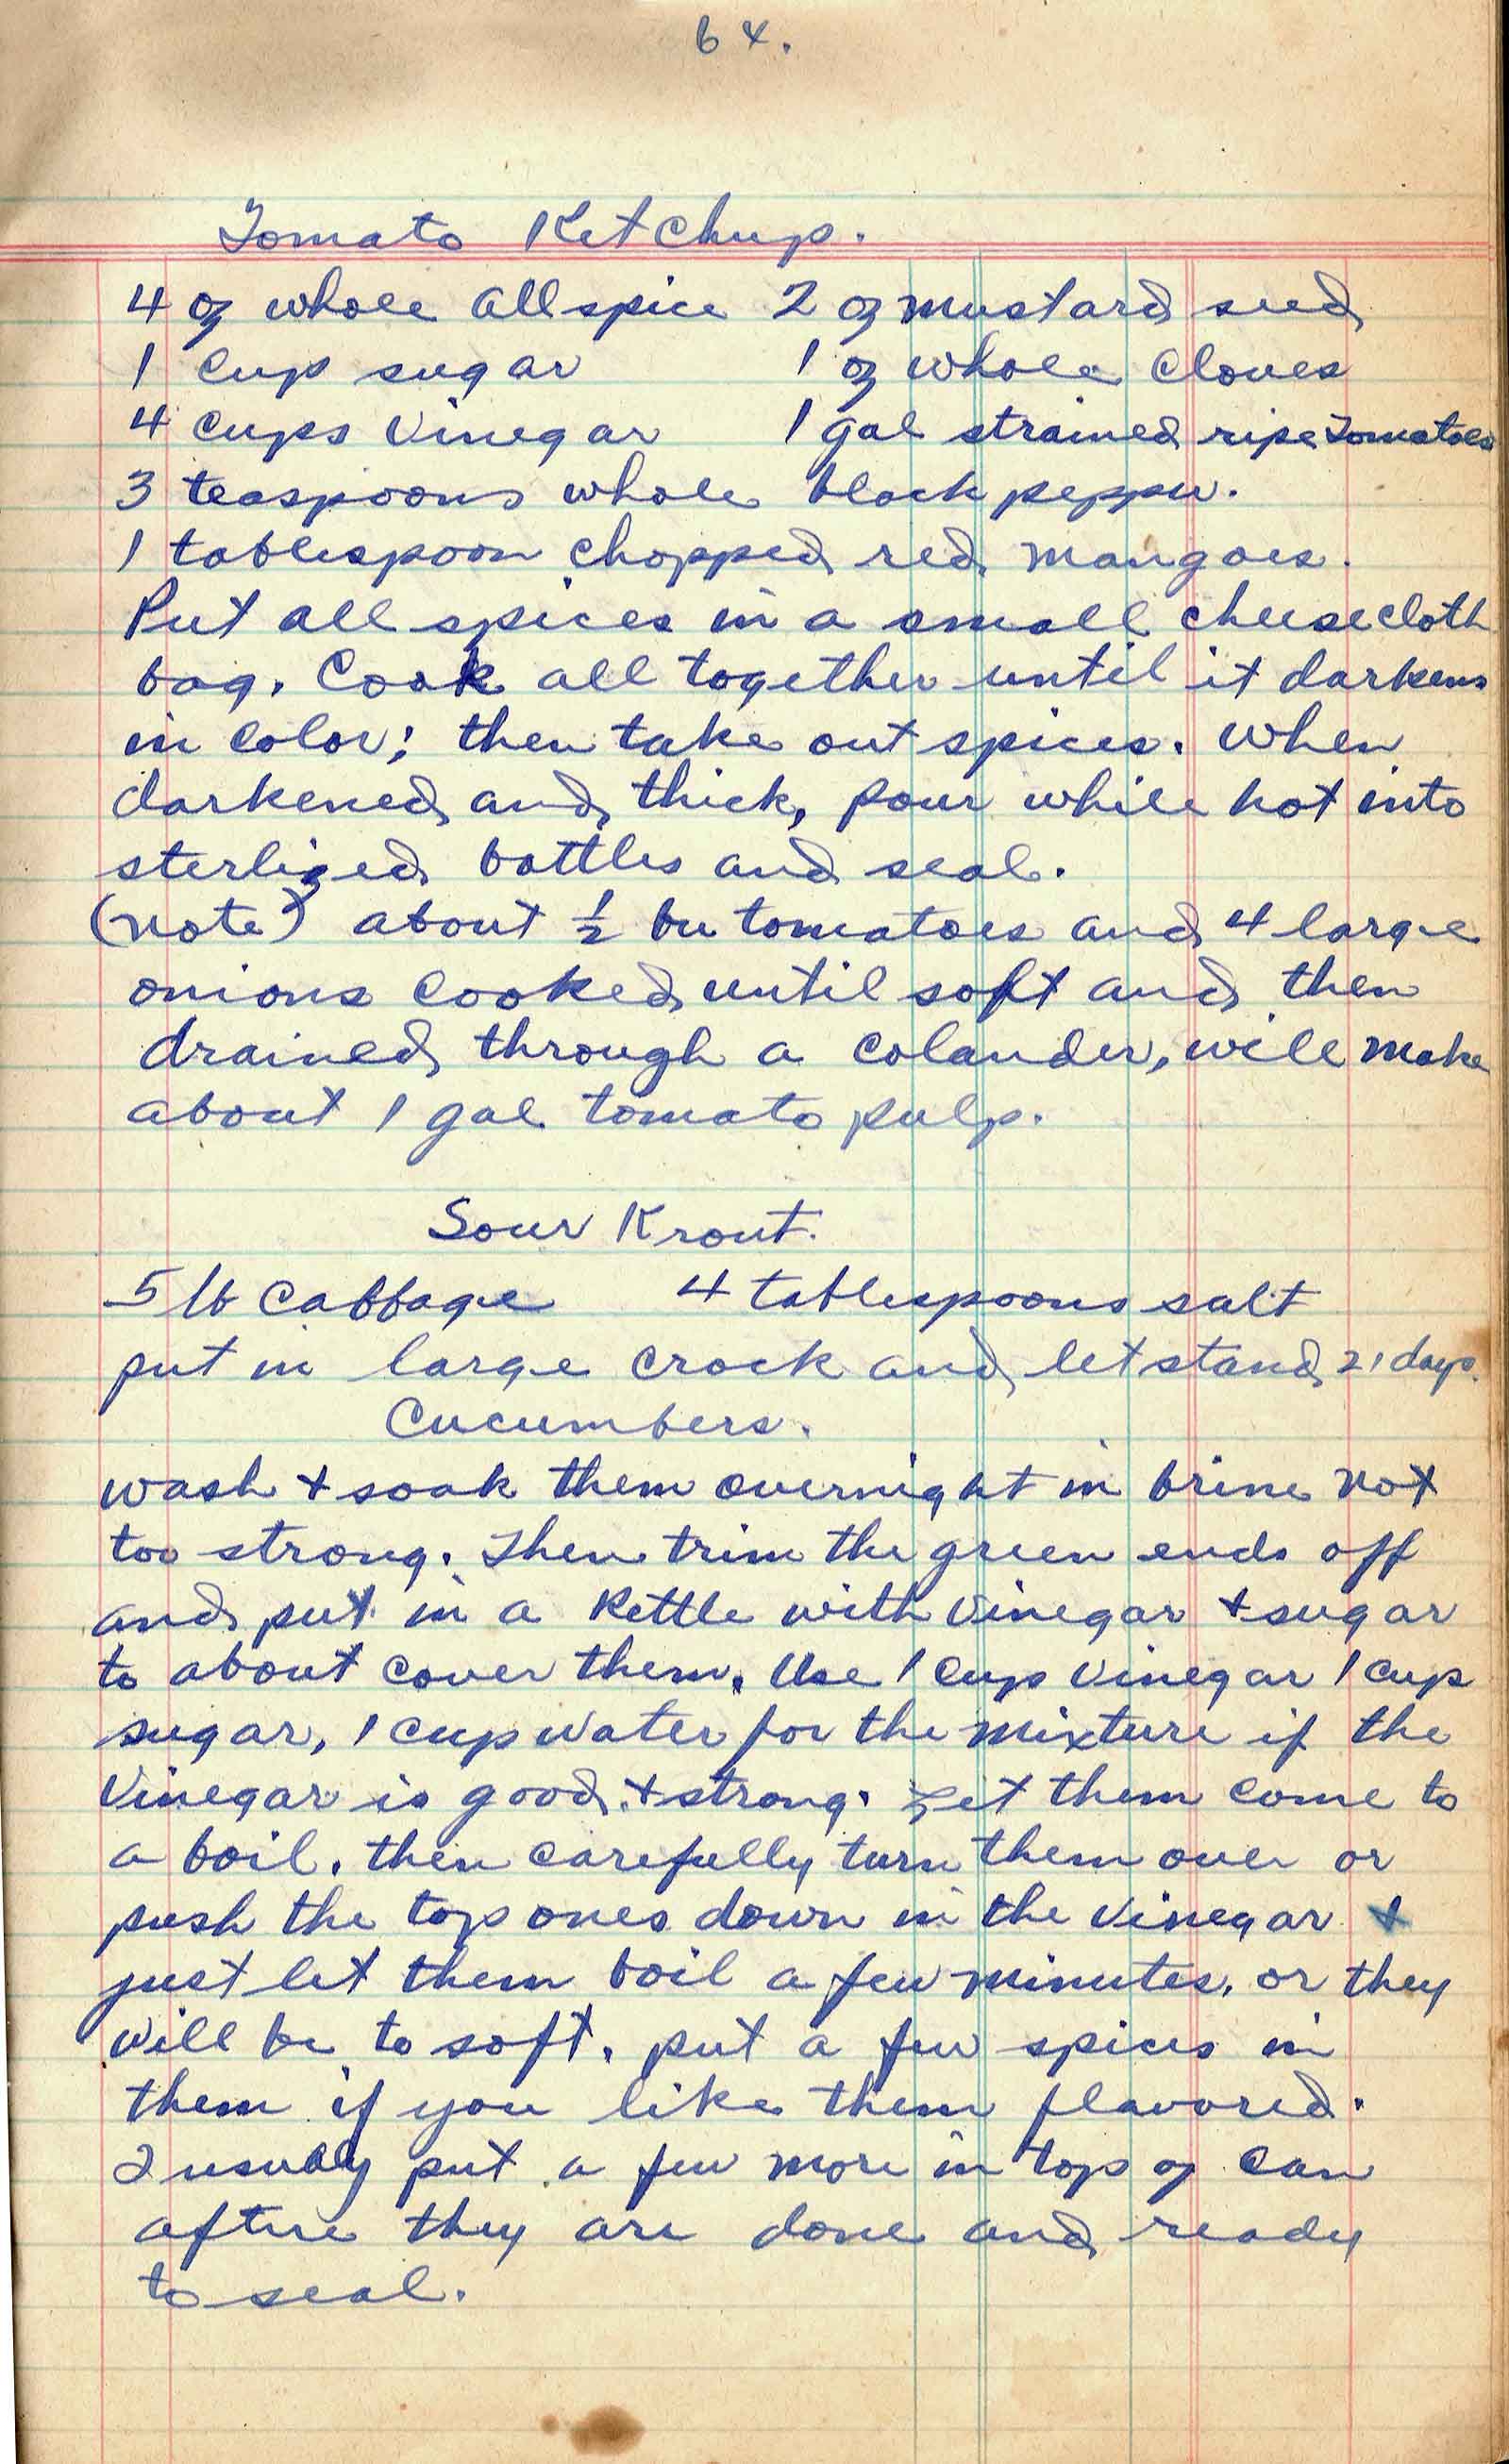 64.
Tomato Ketchup.
4 oz whole allspice 2 oz mustard seed
1 cup sugar 1 oz whole cloves
4 cups vinegar 1 gal strained ripe tomatoes
3 teaspoons whole black pepper.
1 tablespoon chopped red mangoes.
Put all spices in a small cheesecloth
bag. Cook all together until it darkens
in color; then take out spices. When
darkened and thick, pour while hot into
sterlized bottles and seal.
(note) about ½ bu tomatoes and 4 large
onions cooked until soft and then
drained through a colander, will make
about 1 gal tomato pulp.
Sour Krout.
5 lb cabbage 4 tablespoons salt
put in large crock and let stand 21 days.
Cucumbers.
wash + soak them overnight in brine not
too strong. Then trim the green ends off
and put in a kettle with vinegar + sugar
to about cover them. Use 1 cup vinegar 1 cup
sugar, 1 cup water for the mixture if the
vinegar is good + strong. Let them come to
a boil. then carefully turn them over or
push the top ones down in the vinegar +
just let them boil a few minutes, or they
will be to soft. put a few spices in
them if you like them flavored.
I usually put a few more in top of can
after they are done and ready
to seal.